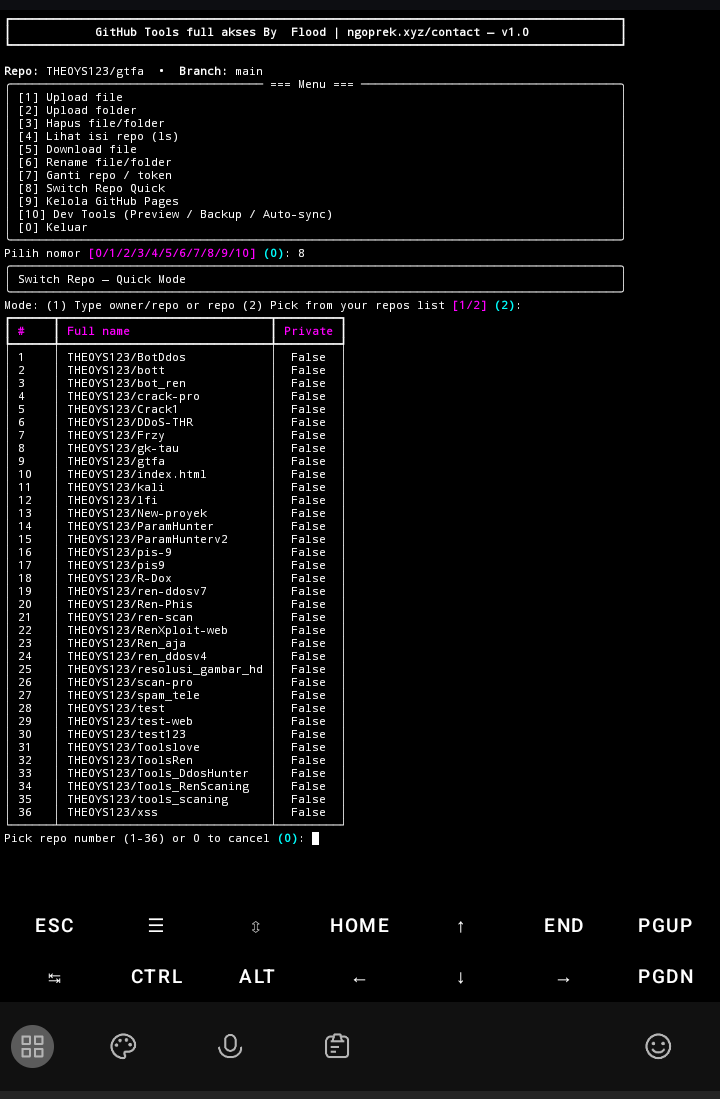 GitHub Tools full akses By  Flood | ngoprek.xyz/contact — v1.0
Repo: THEOYS123/gtfa  •  Branch: main
=== Menu ===
[1] Upload file
[2] Upload folder
[3] Hapus file/folder
[4] Lihat isi repo (ls)
[5] Download file
[6] Rename file/folder
[7] Ganti repo / token
[8] Switch Repo Quick
[9] Kelola GitHub Pages
[10] Dev Tools (Preview / Backup / Auto-sync)
[0] Keluar
Pilih nomor [0/1/2/3/4/5/6/7/8/9/10] (0): 8
Switch Repo — Quick Mode
Mode: (1) Type owner/repo or repo (2) Pick from your repos list [1/2] (2):
# Full name Private
1 THEOYS123/BotDdos False
2 THEOYS123/bott False
3 THEOYS123/bot_ren False
4 THEOYS123/crack-pro False
5 THEOYS123/Crack1 False
6 THEOYS123/DDoS-THR False
7 THEOYS123/Frzy False
8 THEOYS123/gk-tau False
9 THEOYS123/gtfa False
10 THEOYS123/index.html False
11 THEOYS123/kali False
12 THEOYS123/lfi False
13 THEOYS123/New-proyek False
14 THEOYS123/ParamHunter False
15 THEOYS123/ParamHunterv2 False
16 THEOYS123/pis-9 False
17 THEOYS123/pis9 False
18 THEOYS123/R-Dox False
19 THEOYS123/ren-ddosv7 False
20 THEOYS123/Ren-Phis False
21 THEOYS123/ren-scan False
22 THEOYS123/RenXploit-web False
23 THEOYS123/Ren_aja False
24 THEOYS123/ren_ddosv4 False
25 THEOYS123/resolusi_gambar_hd False
26 THEOYS123/scan-pro False
27 THEOYS123/spam_tele False
28 THEOYS123/test False
29 THEOYS123/test-web False
30 THEOYS123/test123 False
31 THEOYS123/Toolslove False
32 THEOYS123/ToolsRen False
33 THEOYS123/Tools_DdosHunter False
34 THEOYS123/Tools_RenScaning False
35 THEOYS123/tools_scaning False
36 THEOYS123/xss False
Pick repo number (1-36) or 0 to cancel (0):
ESC ☰ ⇳ HOME ↑ END PGUP
↹ CTRL ALT ← ↓ → PGDN